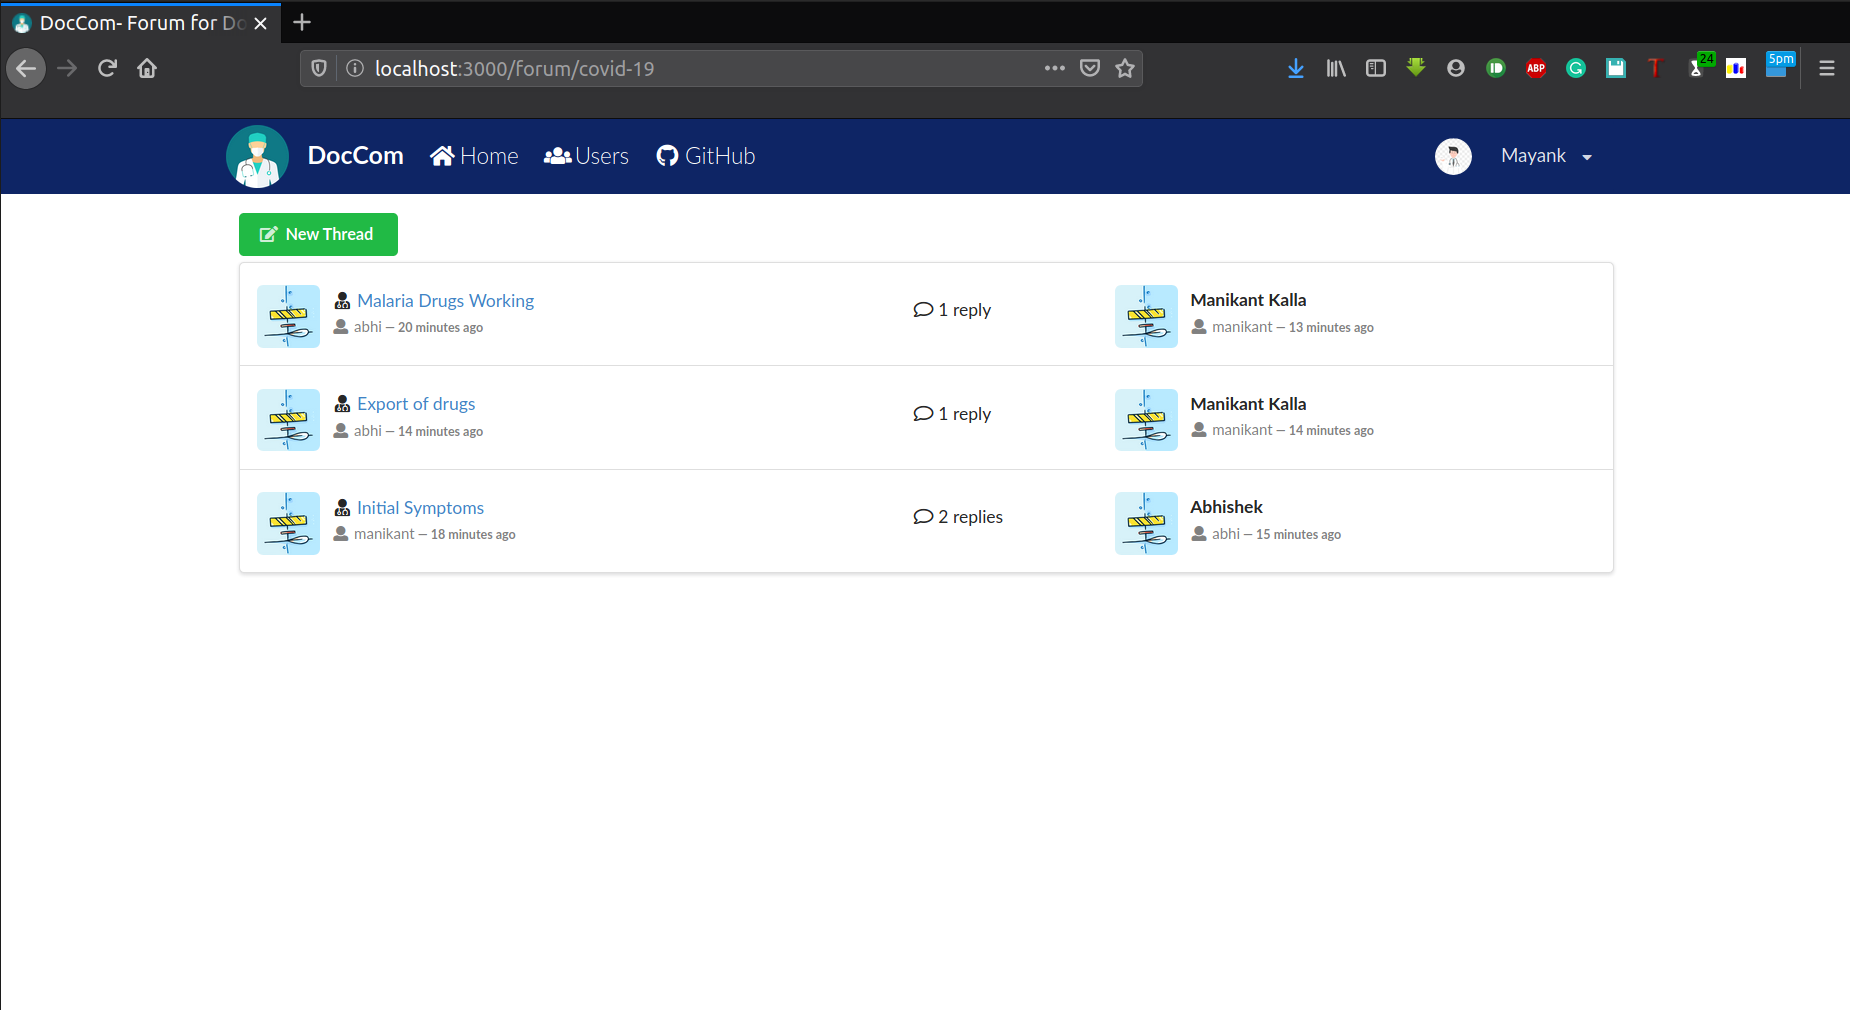 DocCom- Forum for Do
localhost:3000/forum/covid-19
ABP
24
5pm
DocCom
Home
Users
GitHub
Mayank
New Thread
Malaria Drugs Working
abhi – 20 minutes ago
1 reply
Manikant Kalla
manikant – 13 minutes ago
Export of drugs
abhi – 14 minutes ago
1 reply
Manikant Kalla
manikant – 14 minutes ago
Initial Symptoms
manikant – 18 minutes ago
2 replies
Abhishek
abhi – 15 minutes ago